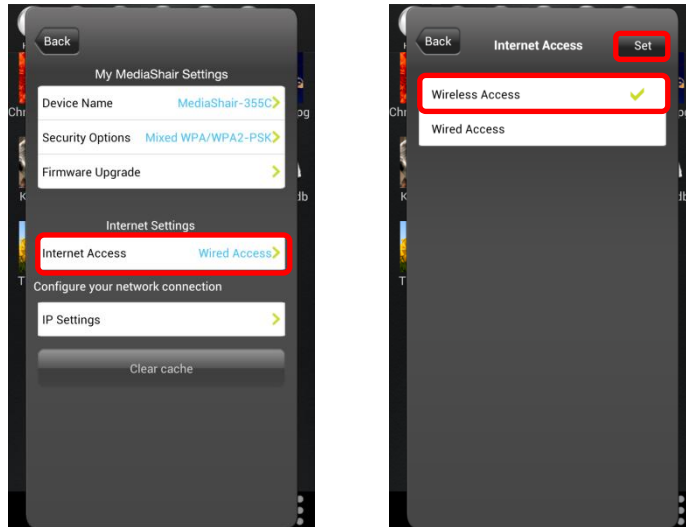 Back
My MediaShair Settings
Device Name MediaShair-355C
Security Options Mixed WPA/WPA2-PSK
Firmware Upgrade
Internet Settings
Internet Access Wired Access
Configure your network connection
IP Settings
Clear cache
Back Internet Access Set
Wireless Access
Wired Access